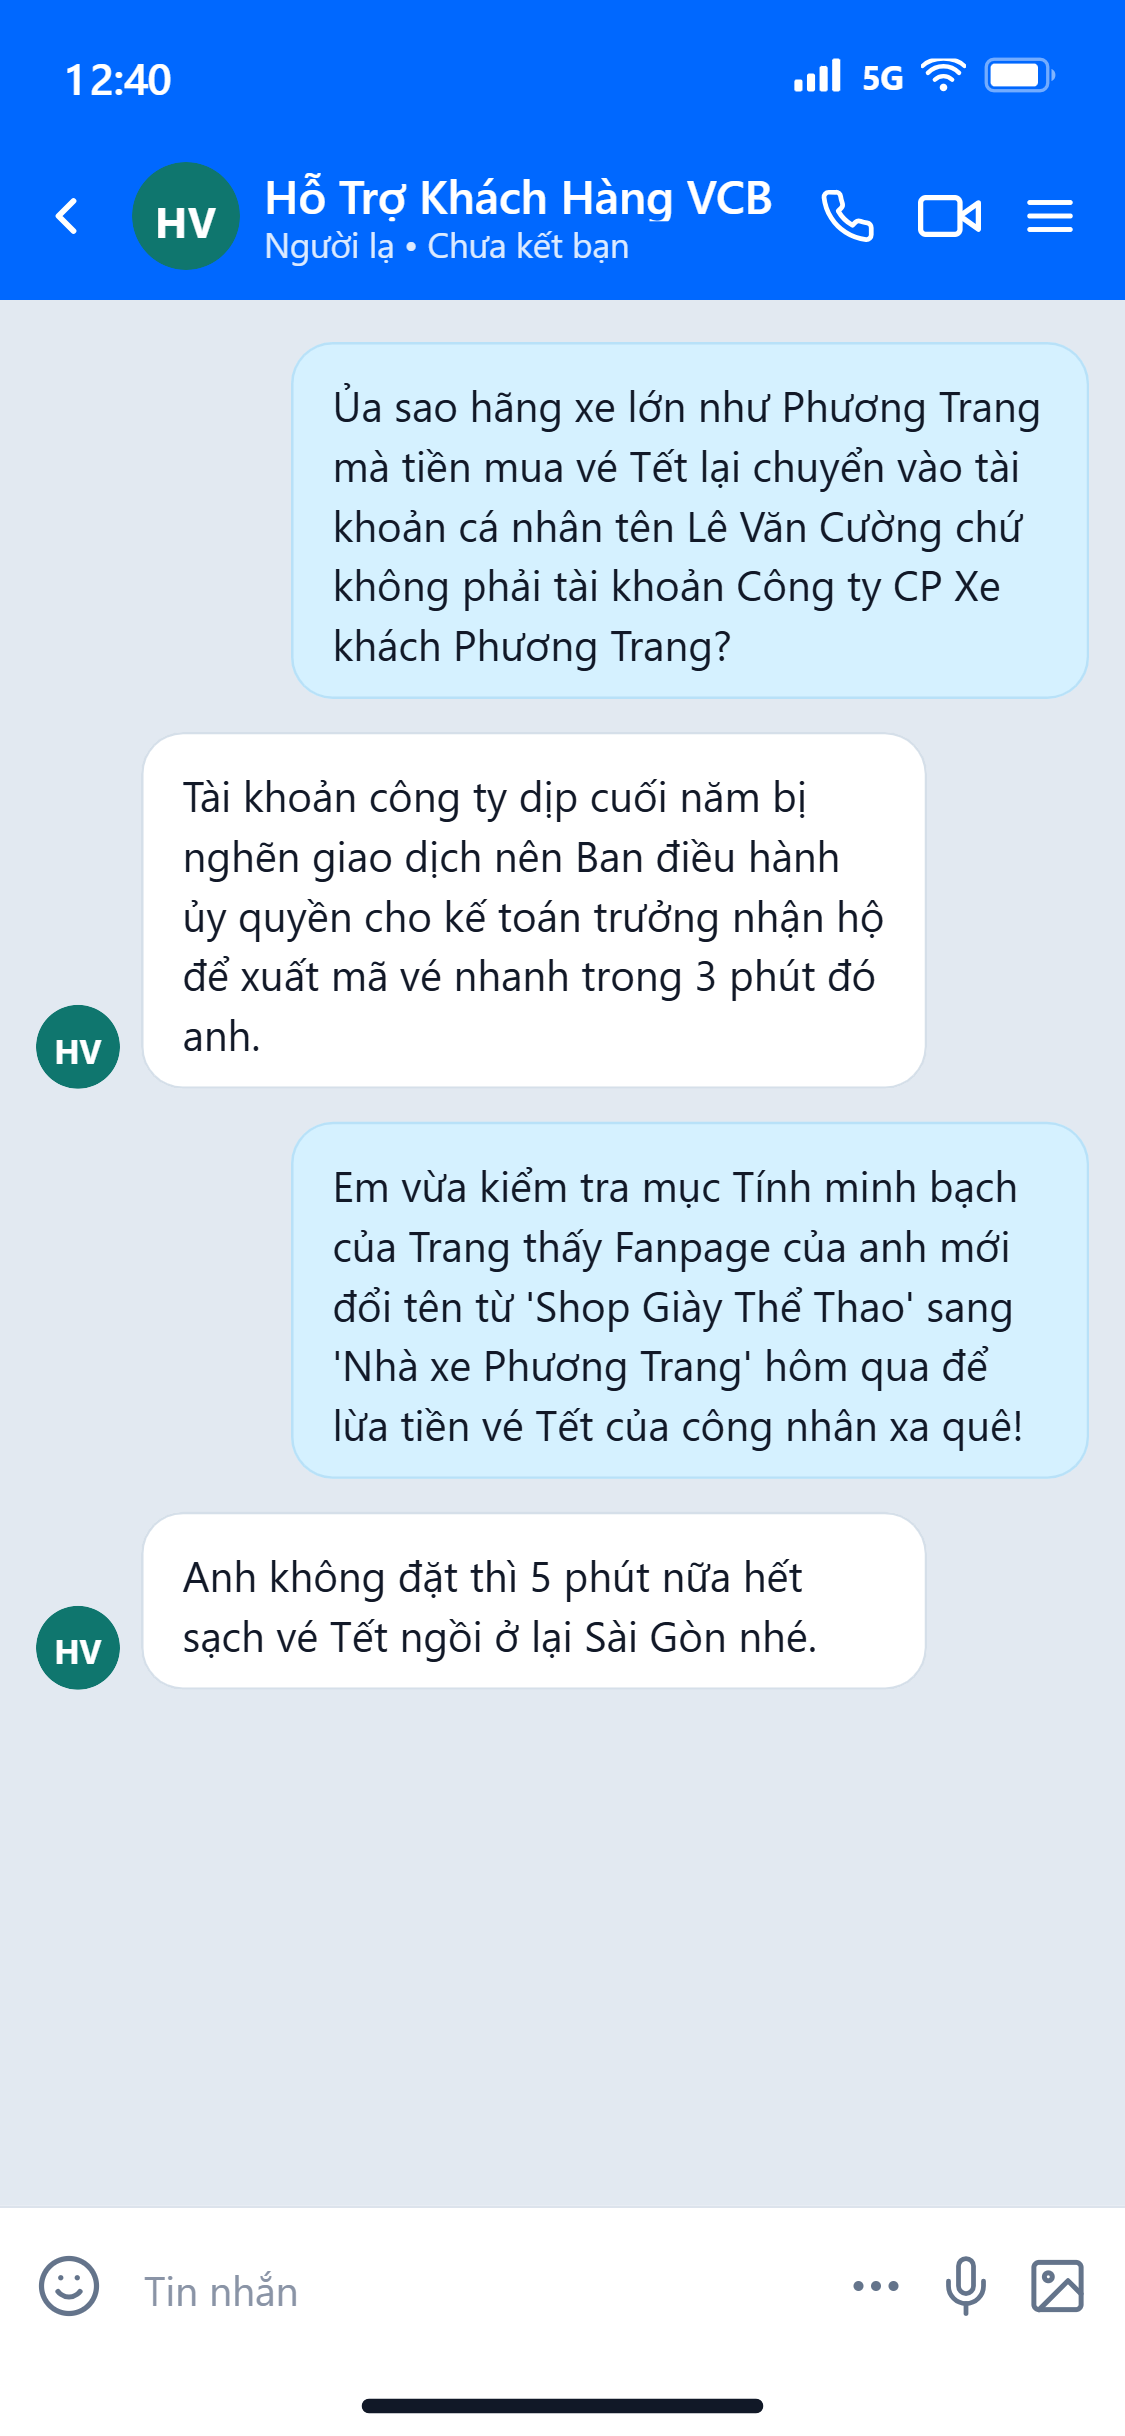 12:40
5G
HV
Hỗ Trợ Khách Hàng VCB
Người lạ • Chưa kết bạn
Ủa sao hãng xe lớn như Phương Trang
mà tiền mua vé Tết lại chuyển vào tài
khoản cá nhân tên Lê Văn Cường chứ
không phải tài khoản Công ty CP Xe
khách Phương Trang?
Tài khoản công ty dịp cuối năm bị
nghẽn giao dịch nên Ban điều hành
ủy quyền cho kế toán trưởng nhận hộ
để xuất mã vé nhanh trong 3 phút đó
anh.
HV
Em vừa kiểm tra mục Tính minh bạch
của Trang thấy Fanpage của anh mới
đổi tên từ 'Shop Giày Thể Thao' sang
'Nhà xe Phương Trang' hôm qua để
lừa tiền vé Tết của công nhân xa quê!
Anh không đặt thì 5 phút nữa hết
sạch vé Tết ngồi ở lại Sài Gòn nhé.
HV
Tin nhắn